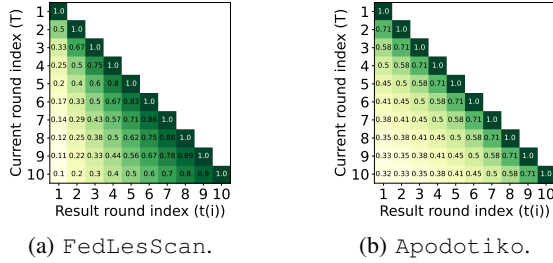 Current round index (T)
1 1.0
2 0.5 1.0
3 0.33 0.67 1.0
4 0.25 0.5 0.75 1.0
5 0.2 0.4 0.6 0.8 1.0
6 0.17 0.33 0.5 0.67 0.83 1.0
7 0.14 0.29 0.43 0.57 0.71 0.86 1.0
8 0.12 0.25 0.38 0.5 0.62 0.75 0.88 1.0
9 0.11 0.22 0.33 0.44 0.56 0.67 0.78 0.89 1.0
10 0.1 0.2 0.3 0.4 0.5 0.6 0.7 0.8 0.9 1.0
1 2 3 4 5 6 7 8 9 10
Result round index (t(i))
(a) FedLesScan.
Current round index (T)
1 1.0
2 0.71 1.0
3 0.58 0.71 1.0
4 0.5 0.58 0.71 1.0
5 0.45 0.5 0.58 0.71 1.0
6 0.41 0.45 0.5 0.58 0.71 1.0
7 0.38 0.41 0.45 0.5 0.58 0.71 1.0
8 0.35 0.38 0.41 0.45 0.5 0.58 0.71 1.0
9 0.33 0.35 0.38 0.41 0.45 0.5 0.58 0.71 1.0
10 0.32 0.33 0.35 0.38 0.41 0.45 0.5 0.58 0.71 1.0
1 2 3 4 5 6 7 8 9 10
Result round index (t(i))
(b) Apodotiko.